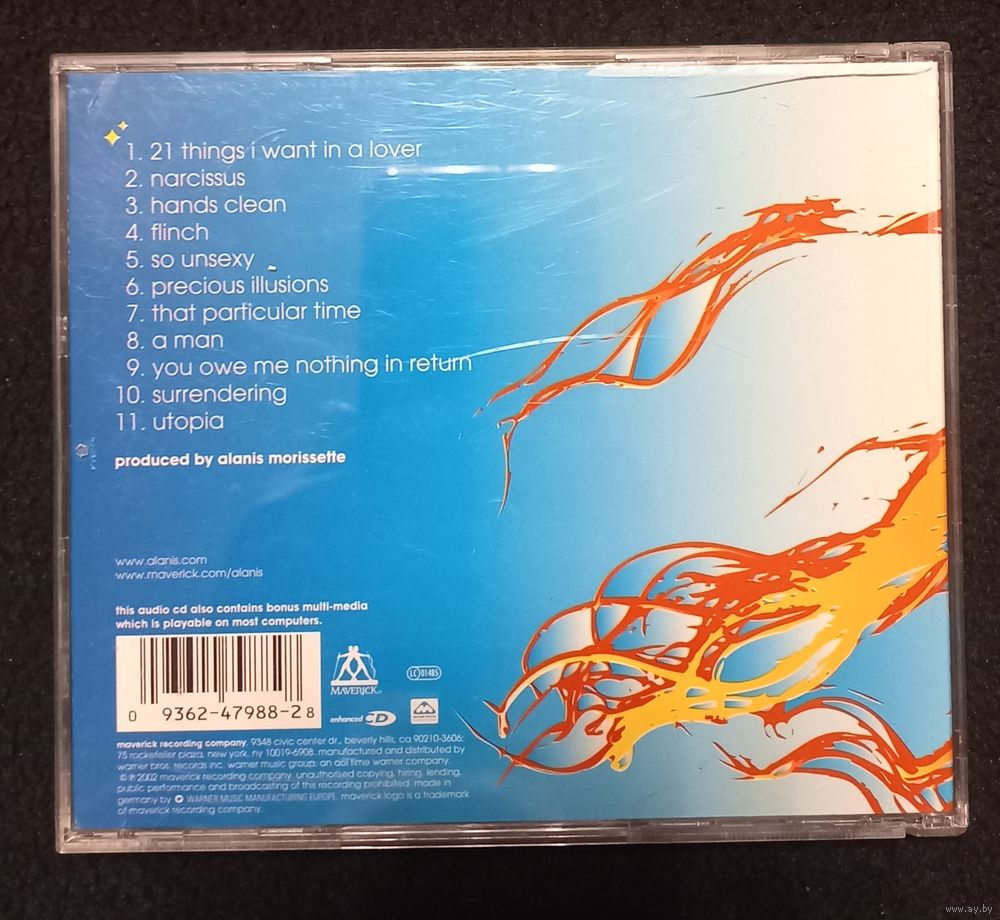 1. 21 things i want in a lover
2. narcissus
3. hands clean
4. flinch
5. so unsexy
6. precious illusions
7. that particular time
8. a man
9. you owe me nothing in return
10. surrendering
11. utopia
produced by alanis morissette
www.alanis.com
www.maverick.com/alanis
this audio cd also contains bonus multi-media
which is playable on most computers.
0 9362-47988-2 8
MAVERICK
LC 01485
enhanced CD
maverick recording company. 9348 civic center dr., beverly hills, ca 90210-3606;
75 rockefeller plaza, new york, ny 10019-6908. manufactured and distributed by
warner bros. records inc. warner music group. an aol time warner company.
© ℗ 2002 maverick recording company. unauthorized copying, hiring, lending,
public performance and broadcasting of this recording prohibited. made in
germany by WARNER MUSIC MANUFACTURING EUROPE. maverick logo is a trademark
of maverick recording company.
www.ay.by